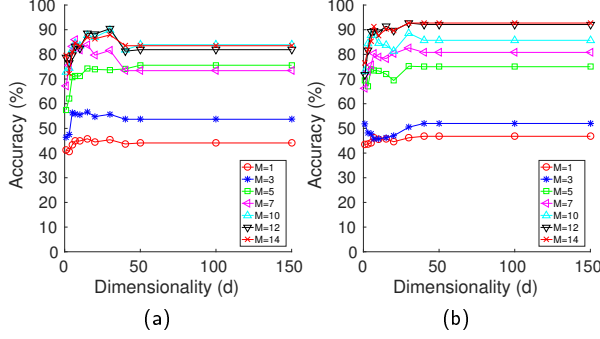 100
90
80
70
60
50
40
30
20
10
0
Accuracy (%)
M=1
M=3
M=5
M=7
M=10
M=12
M=14
0 50 100 150
Dimensionality (d)
(a)
100
90
80
70
60
50
40
30
20
10
0
Accuracy (%)
M=1
M=3
M=5
M=7
M=10
M=12
M=14
0 50 100 150
Dimensionality (d)
(b)